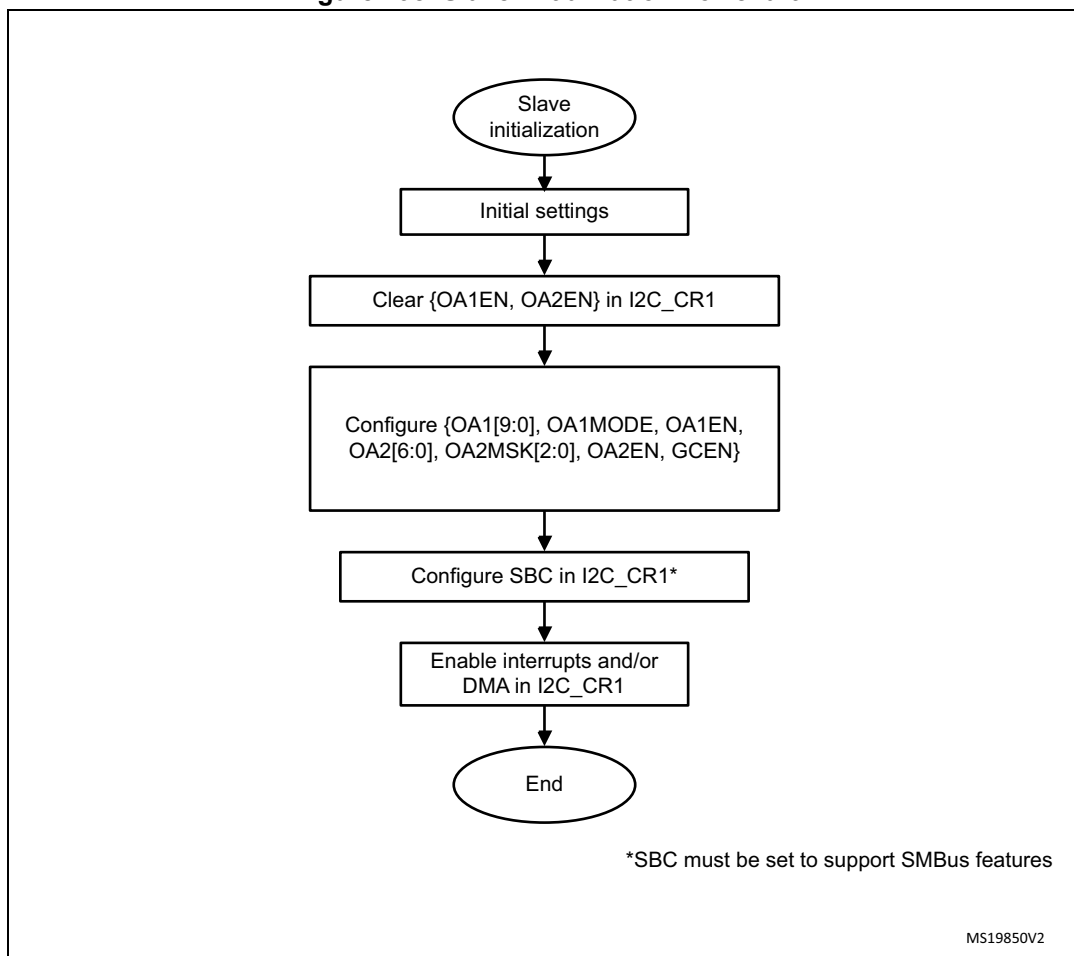 Slave
initialization
Initial settings
Clear {OA1EN, OA2EN} in I2C_CR1
Configure {OA1[9:0], OA1MODE, OA1EN,
OA2[6:0], OA2MSK[2:0], OA2EN, GCEN}
Configure SBC in I2C_CR1*
Enable interrupts and/or
DMA in I2C_CR1
End
*SBC must be set to support SMBus features
MS19850V2